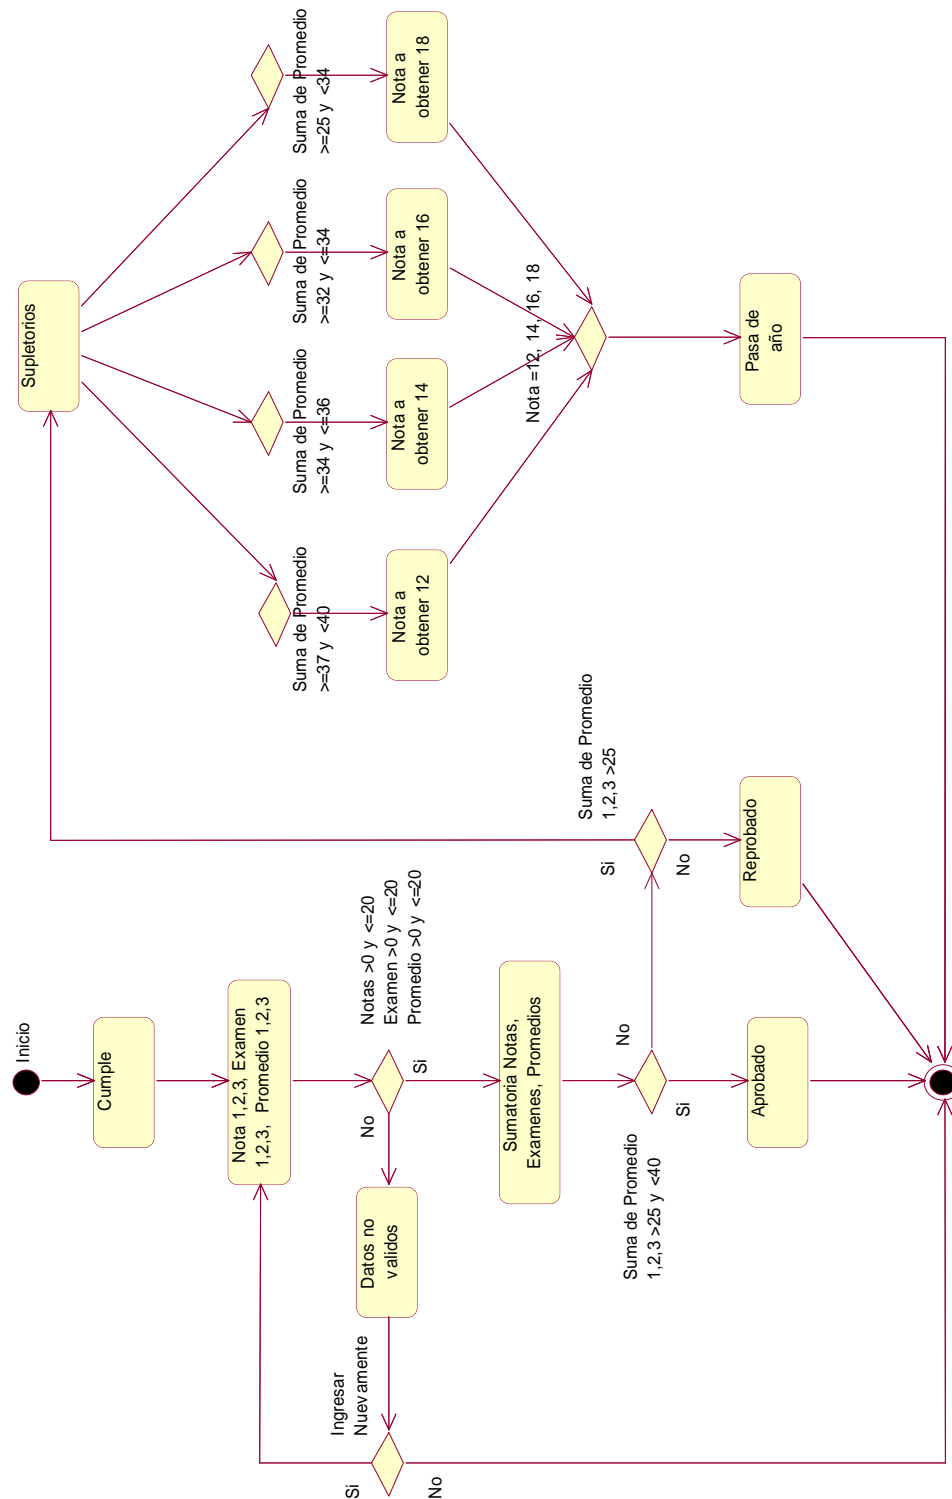 Inicio
Cumple
Nota 1,2,3, Examen
1,2,3, Promedio 1,2,3
Notas >0 y <=20
Examen >0 y <=20
Promedio >0 y <=20
No
Si
Datos no
validos
Ingresar
Nuevamente
Si
No
Sumatoria Notas,
Examenes, Promedios
Suma de Promedio
1,2,3 >25 y <40
No
Si
Aprobado
Suma de Promedio
1,2,3 >25
Si
No
Reprobado
Supletorios
Suma de Promedio
>=37 y <40
Suma de Promedio
>=34 y <=36
Suma de Promedio
>=32 y <=34
Suma de Promedio
>=25 y <34
Nota a
obtener 12
Nota a
obtener 14
Nota a
obtener 16
Nota a
obtener 18
Nota =12, 14, 16, 18
Pasa de
año